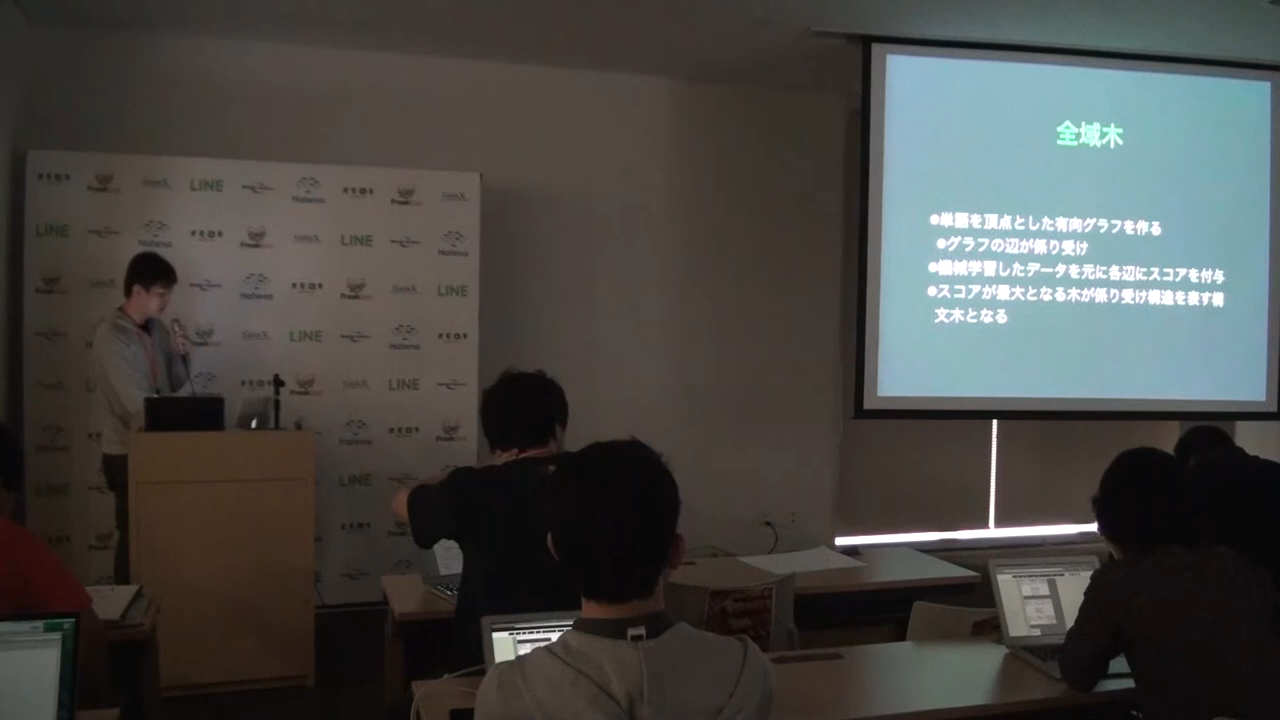 全域木
●単語を頂点とした有向グラフを作る
●グラフの辺が係り受け
●機械学習したデータを元に各辺にスコアを付与
●スコアが最大となる木が係り受け構造を表す構
文木となる
LINE
Hatena
LINE
Hatena
LINE
Hatena
LINE
LINE
Hatena
LINE
Hatena
LINE